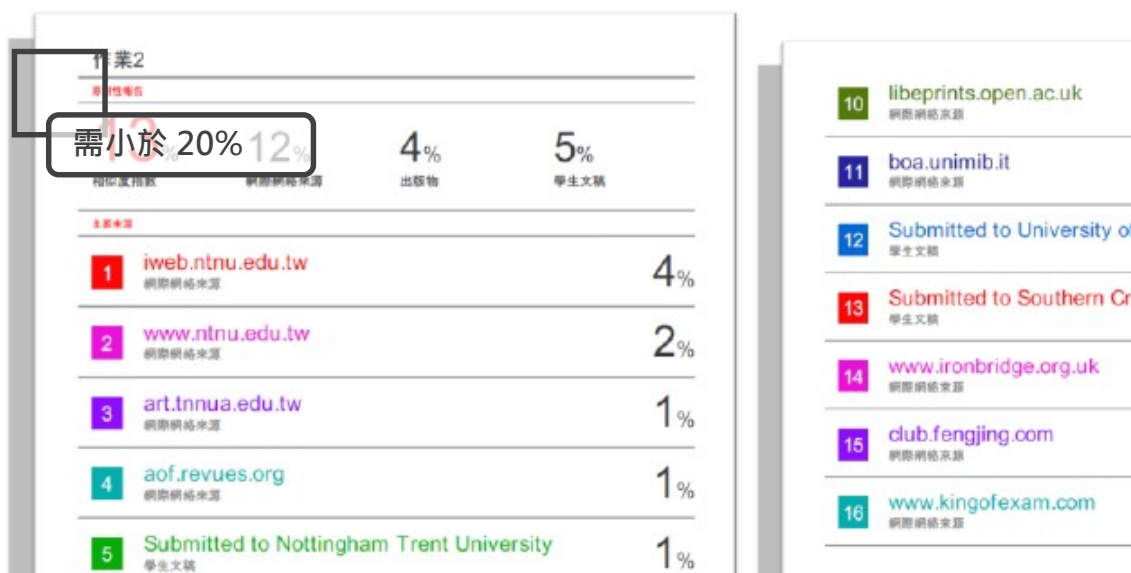 作業2
原創性報告
需小於 20%
13%
12%
4%
5%
相似度指數
網際網絡來源
出版物
學生文稿
主要來源
1
iweb.ntnu.edu.tw
4%
網際網絡來源
2
www.ntnu.edu.tw
2%
網際網絡來源
3
art.tnnua.edu.tw
1%
網際網絡來源
4
aof.revues.org
1%
網際網絡來源
5
Submitted to Nottingham Trent University
1%
學生文稿
10
libeprints.open.ac.uk
網際網絡來源
11
boa.unimib.it
網際網絡來源
12
Submitted to University of
學生文稿
13
Submitted to Southern Cr
學生文稿
14
www.ironbridge.org.uk
網際網絡來源
15
club.fengjing.com
網際網絡來源
16
www.kingofexam.com
網際網絡來源